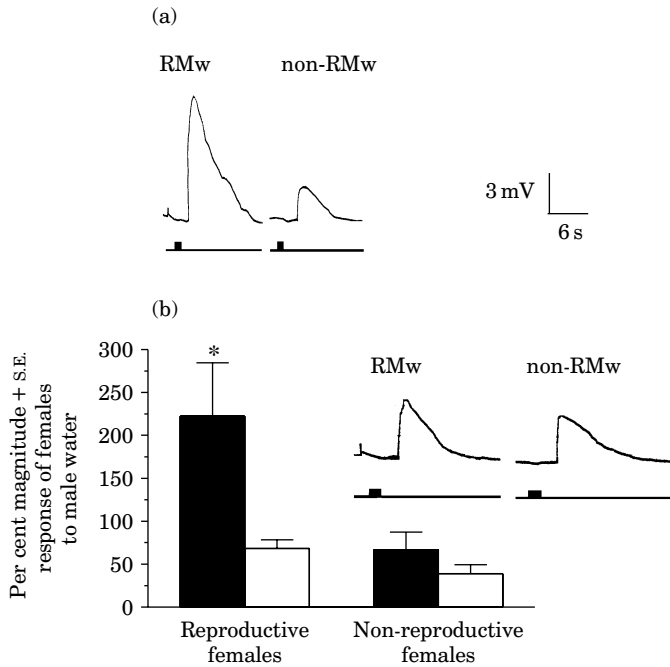 (a)
RMw non-RMw
3 mV
6 s
(b)
Per cent magnitude + S.E.
response of females
to male water
300
250
200
150
100
50
0
*
RMw non-RMw
Reproductive
females
Non-reproductive
females